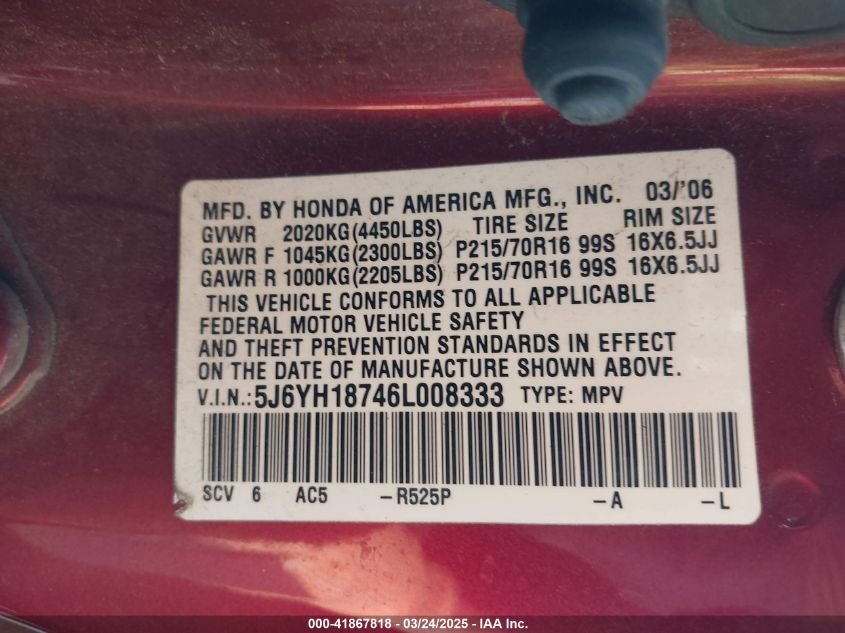 MFD. BY HONDA OF AMERICA MFG., INC. 03/'06
GVWR 2020KG(4450LBS) TIRE SIZE RIM SIZE
GAWR F 1045KG(2300LBS) P215/70R16 99S 16X6.5JJ
GAWR R 1000KG(2205LBS) P215/70R16 99S 16X6.5JJ
THIS VEHICLE CONFORMS TO ALL APPLICABLE
FEDERAL MOTOR VEHICLE SAFETY
AND THEFT PREVENTION STANDARDS IN EFFECT
ON THE DATE OF MANUFACTURE SHOWN ABOVE.
V.I.N.:5J6YH18746L008333 TYPE: MPV
SCV 6 AC5 -R525P -A -L
000-41867818 - 03/24/2025 - IAA Inc.